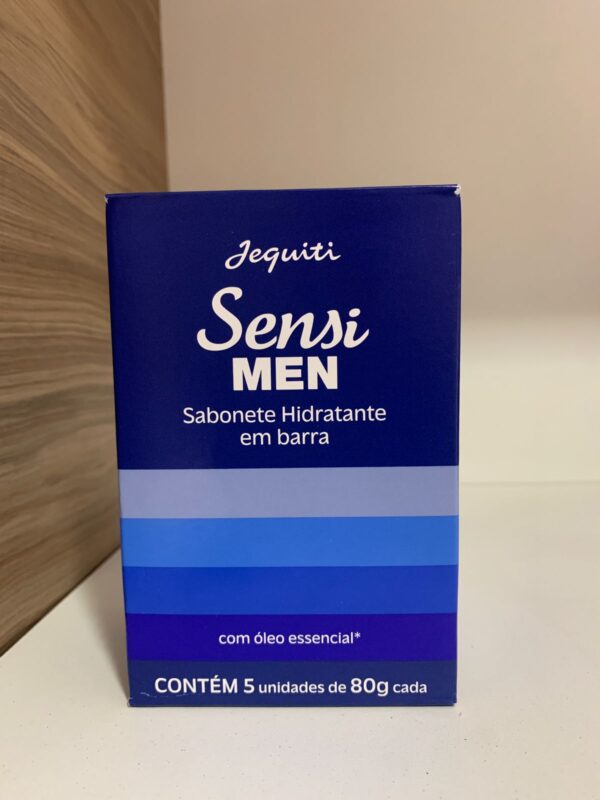 Jequiti
Sensi
MEN
Sabonete Hidratante
em barra
com óleo essencial*
CONTÉM 5 unidades de 80g cada